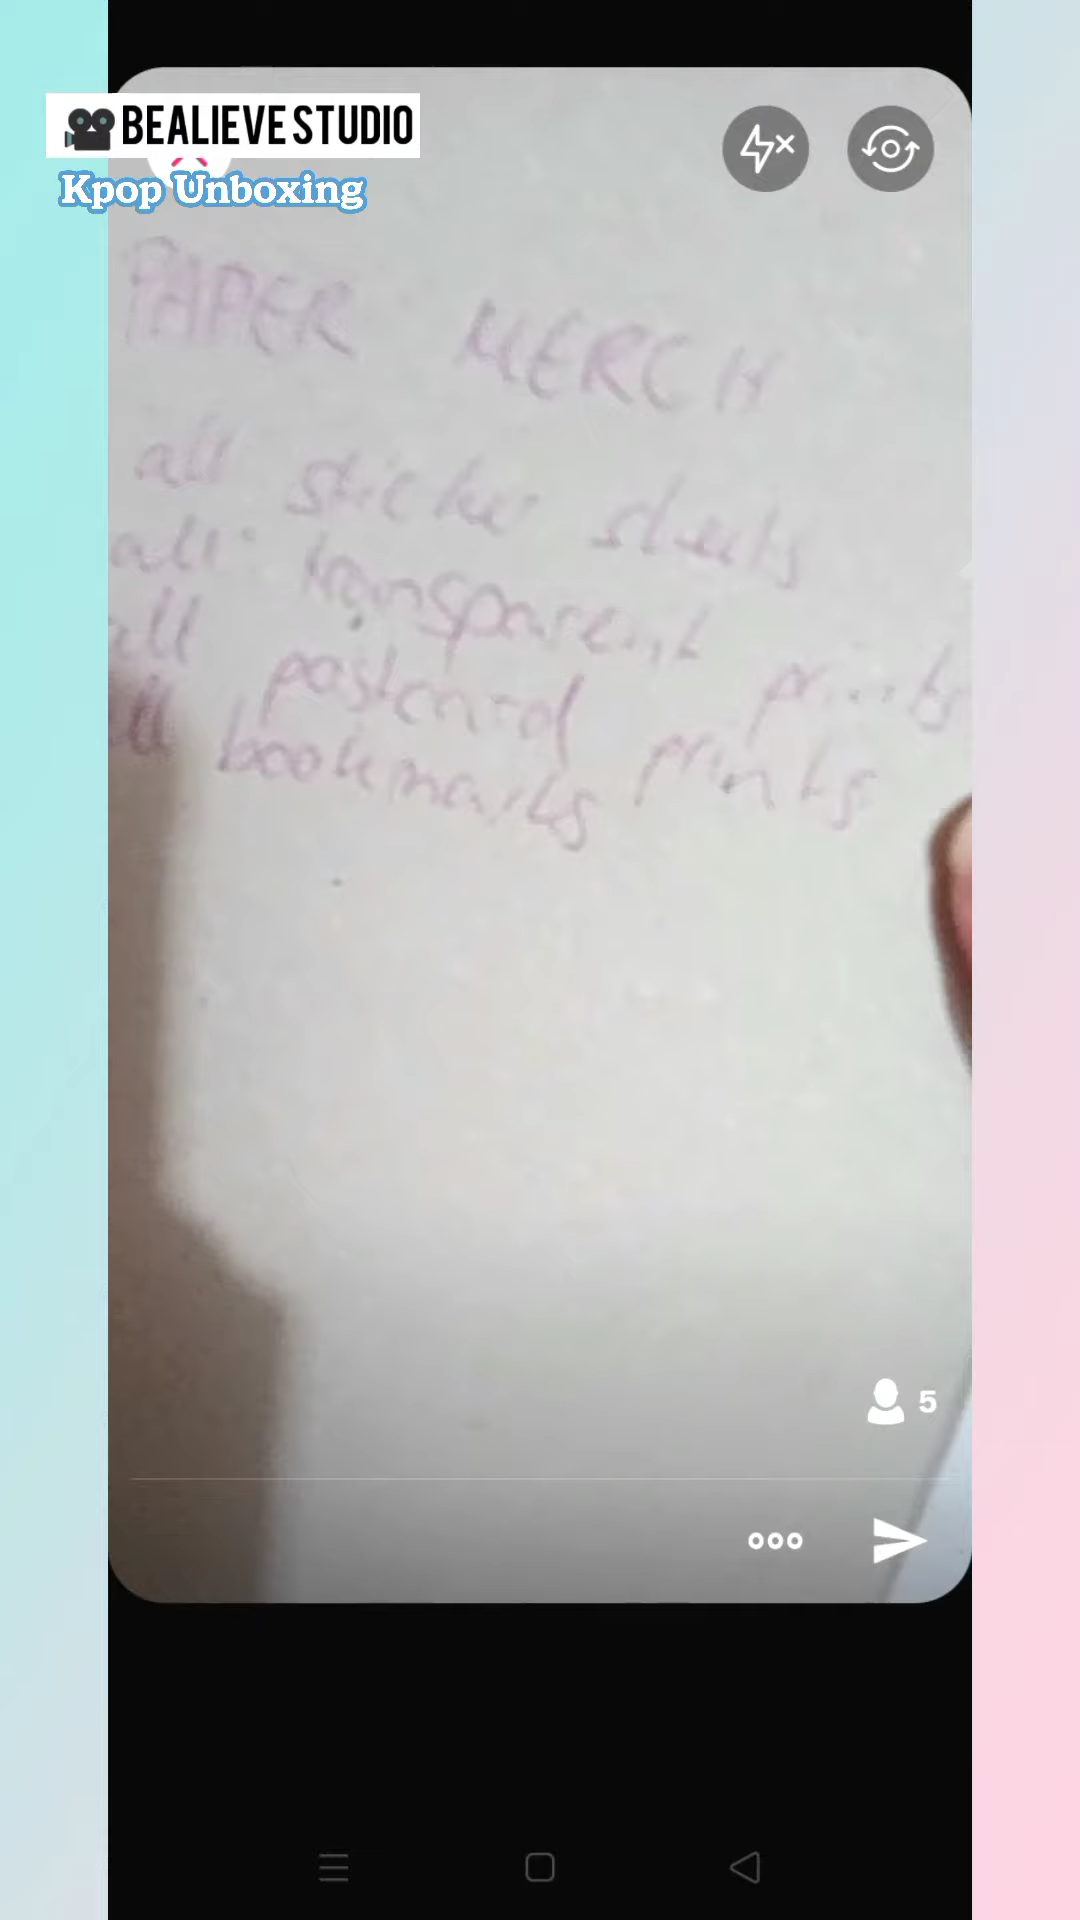 BEALIEVE STUDIO
Kpop Unboxing
PAPER MERCH
all sticker sheets
all transparent prints
all postcard prints
all bookmarks
5